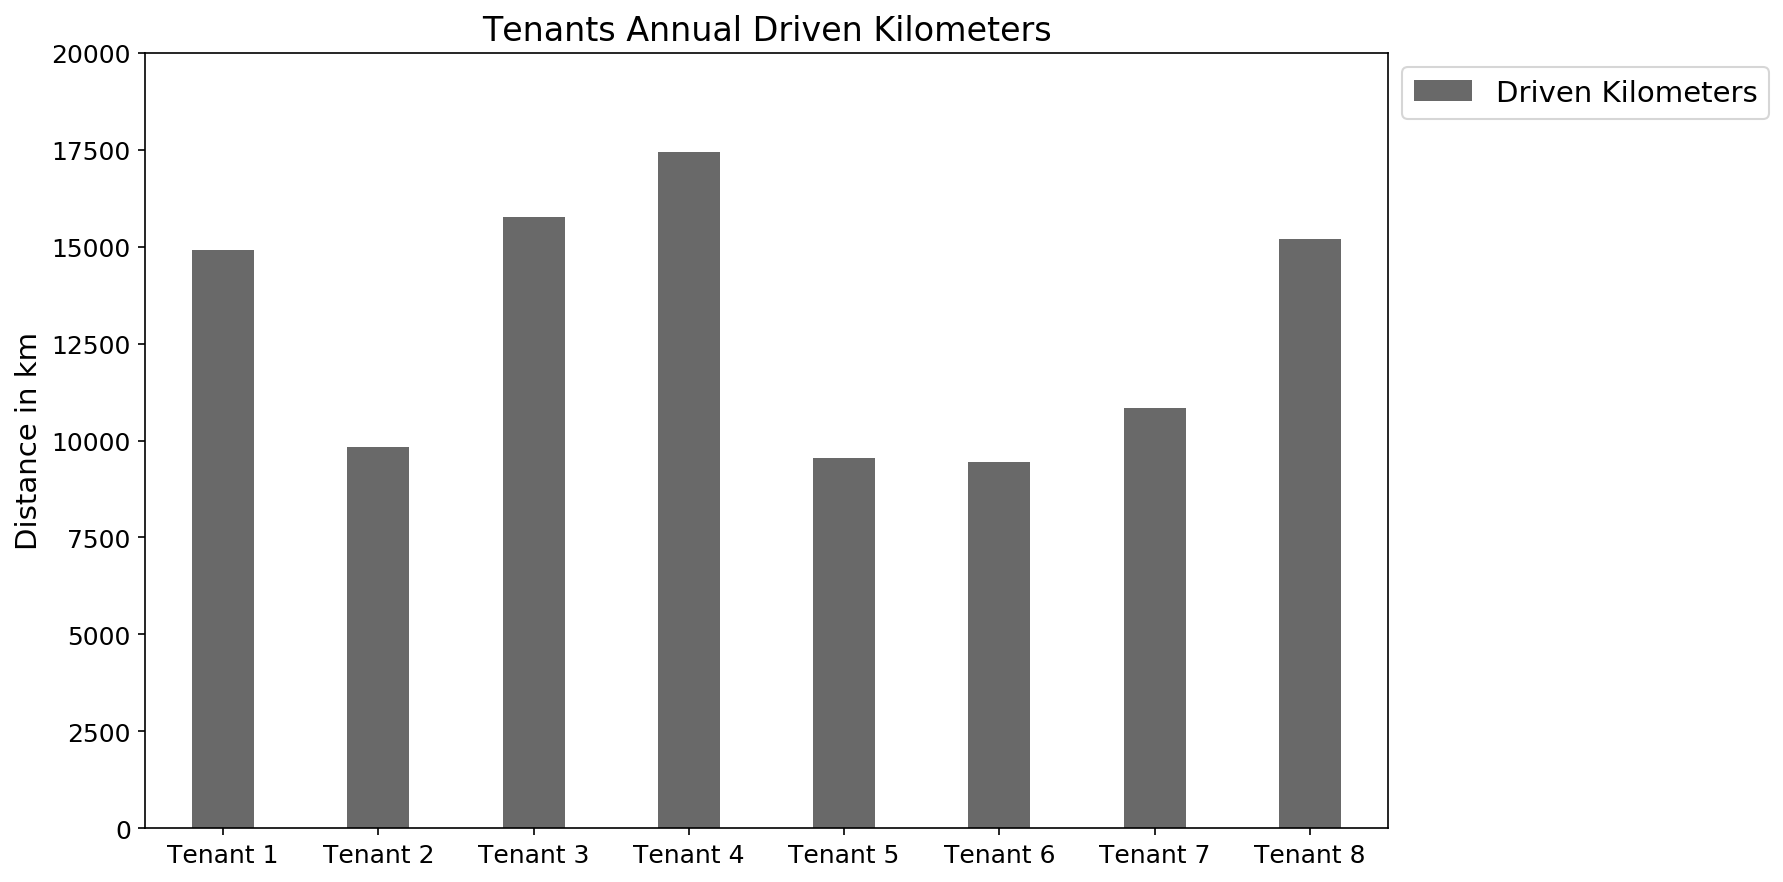 Tenants Annual Driven Kilometers
Driven Kilometers
Distance in km
20000
17500
15000
12500
10000
7500
5000
2500
0
Tenant 1 Tenant 2 Tenant 3 Tenant 4 Tenant 5 Tenant 6 Tenant 7 Tenant 8